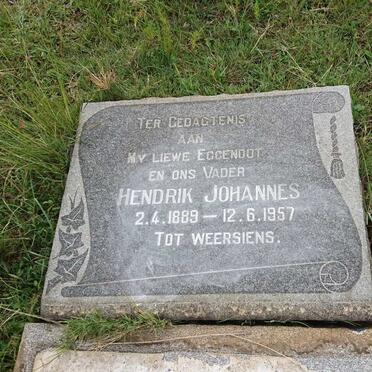 TER GEDAGTENIS
AAN
MY LIEWE EGGENOOT
EN ONS VADER
HENDRIK JOHANNES
2.4.1889 — 12.6.1957
TOT WEERSIENS.